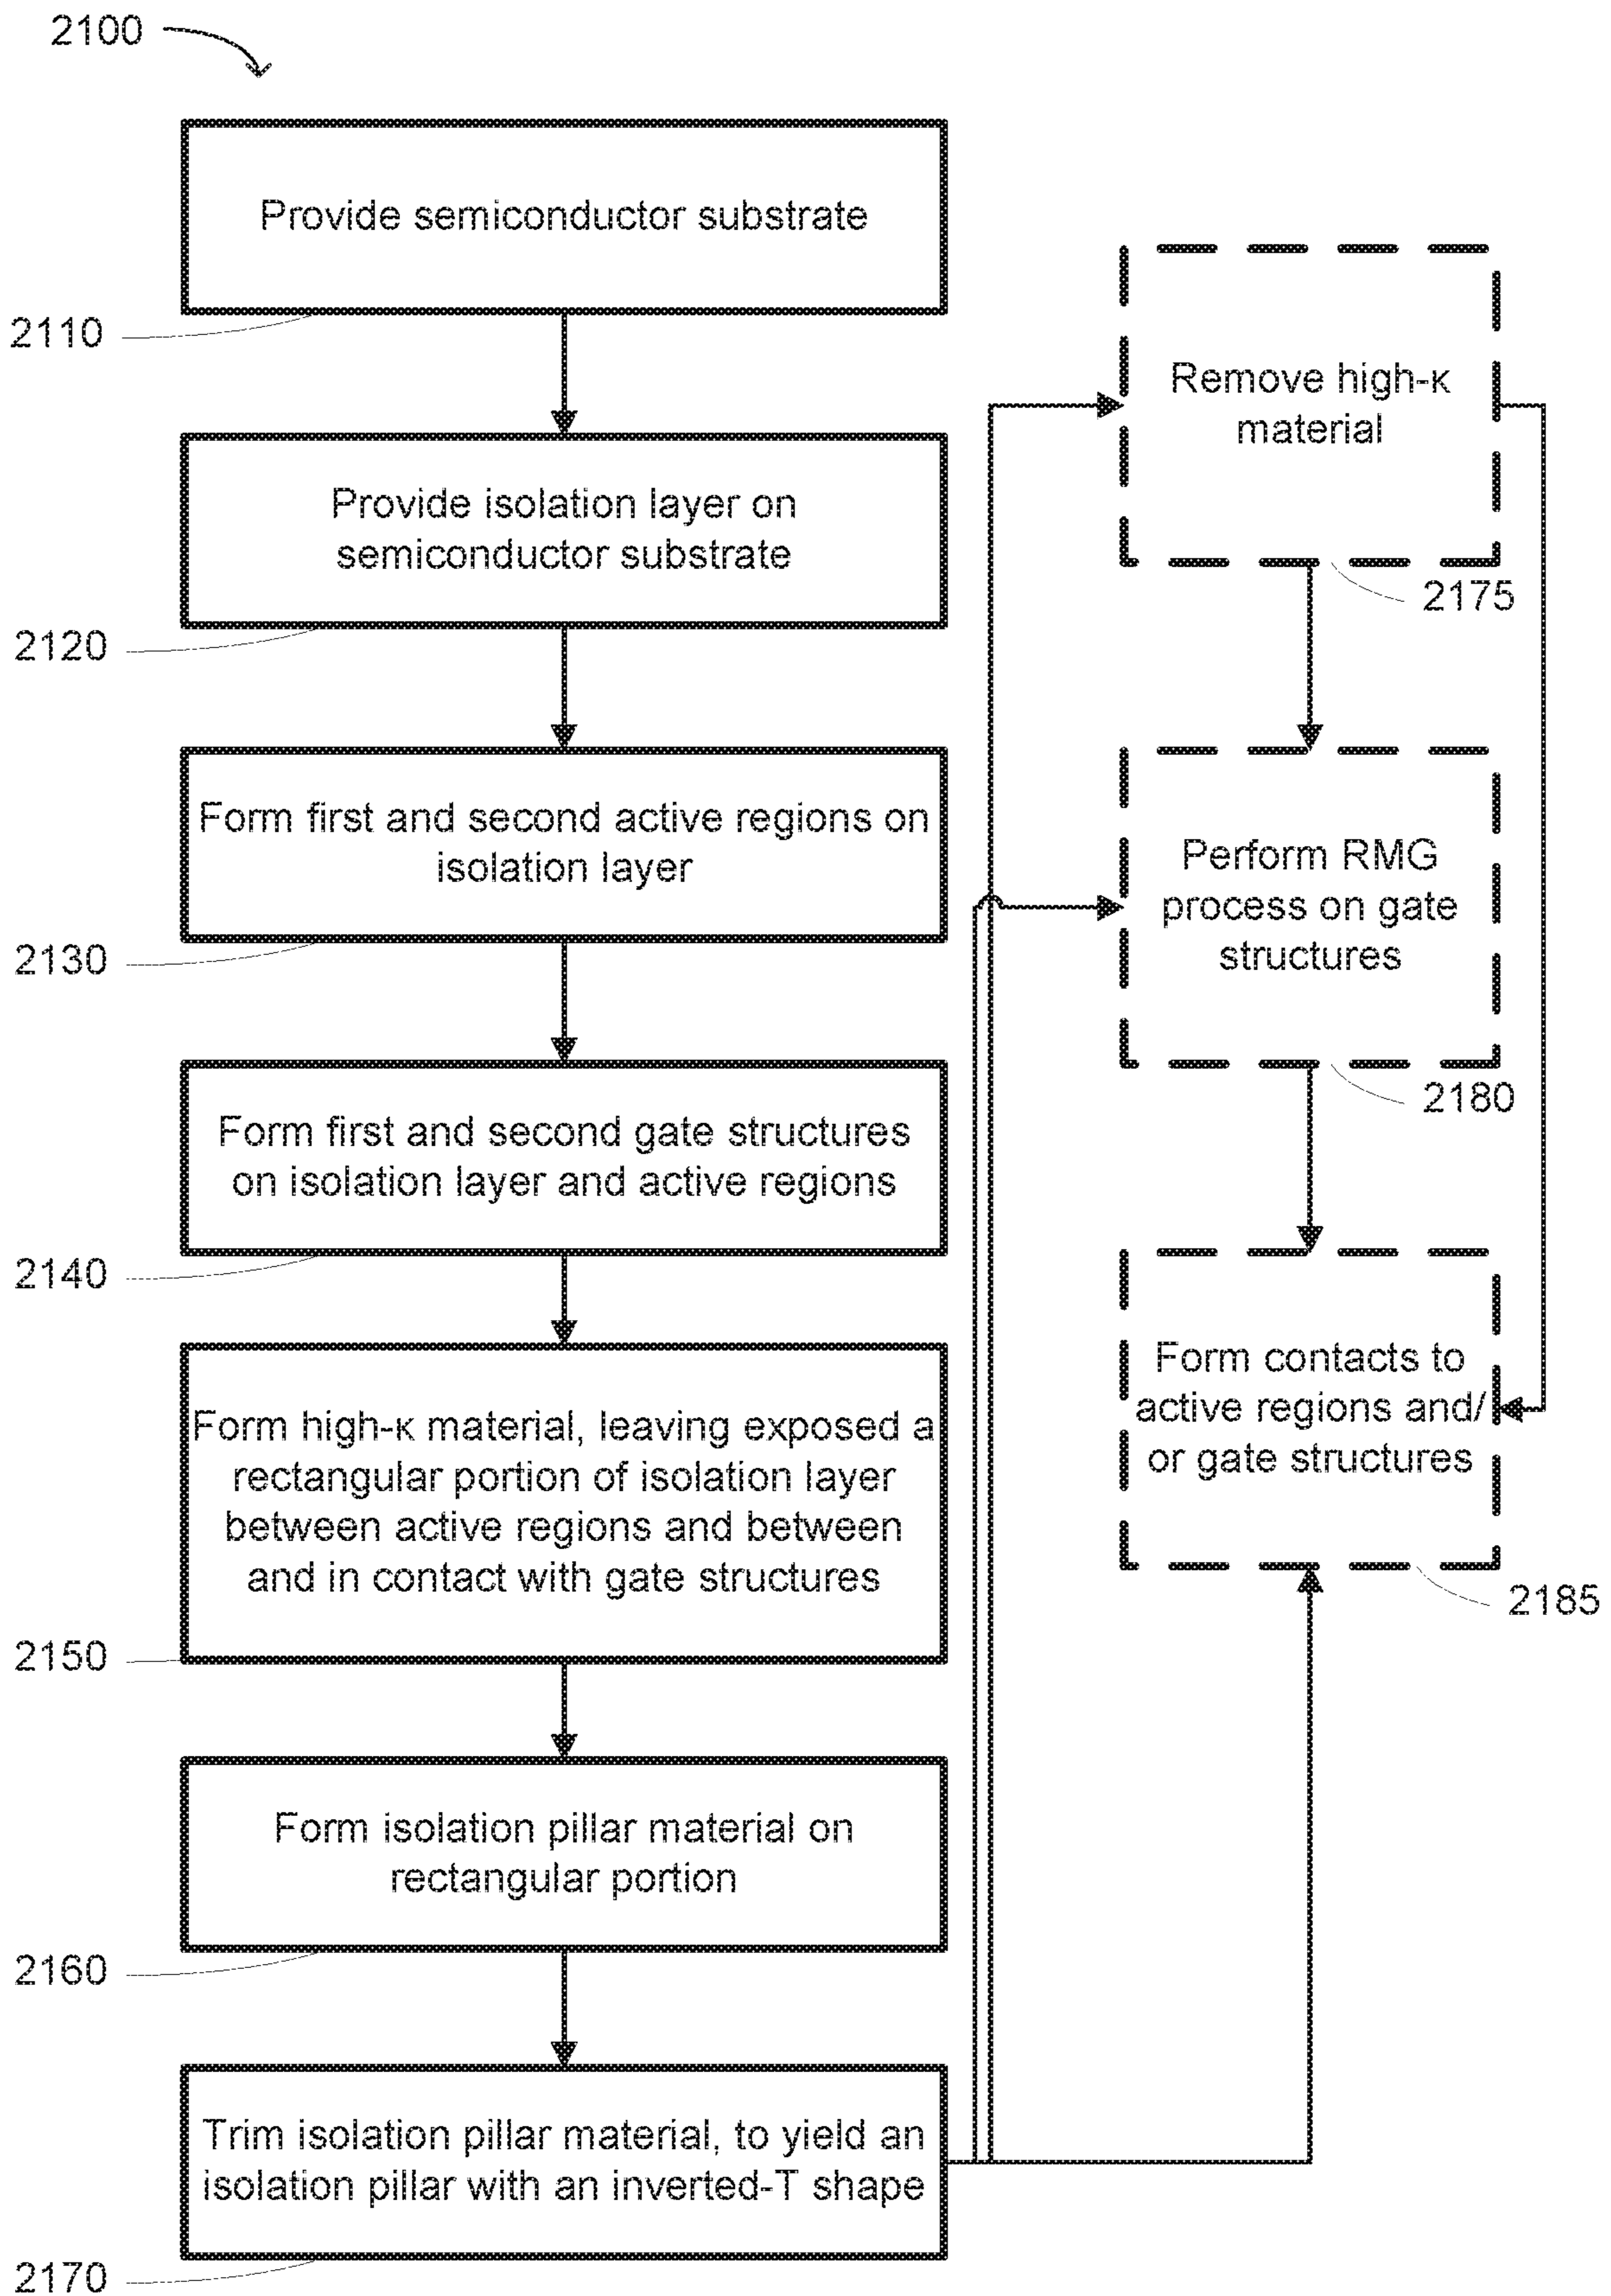 2100
Provide semiconductor substrate
2110
Provide isolation layer on
semiconductor substrate
2120
Form first and second active regions on
isolation layer
2130
Form first and second gate structures
on isolation layer and active regions
2140
Form high-κ material, leaving exposed a
rectangular portion of isolation layer
between active regions and between
and in contact with gate structures
2150
Form isolation pillar material on
rectangular portion
2160
Trim isolation pillar material, to yield an
isolation pillar with an inverted-T shape
2170
Remove high-κ
material
2175
Perform RMG
process on gate
structures
2180
Form contacts to
active regions and/
or gate structures
2185